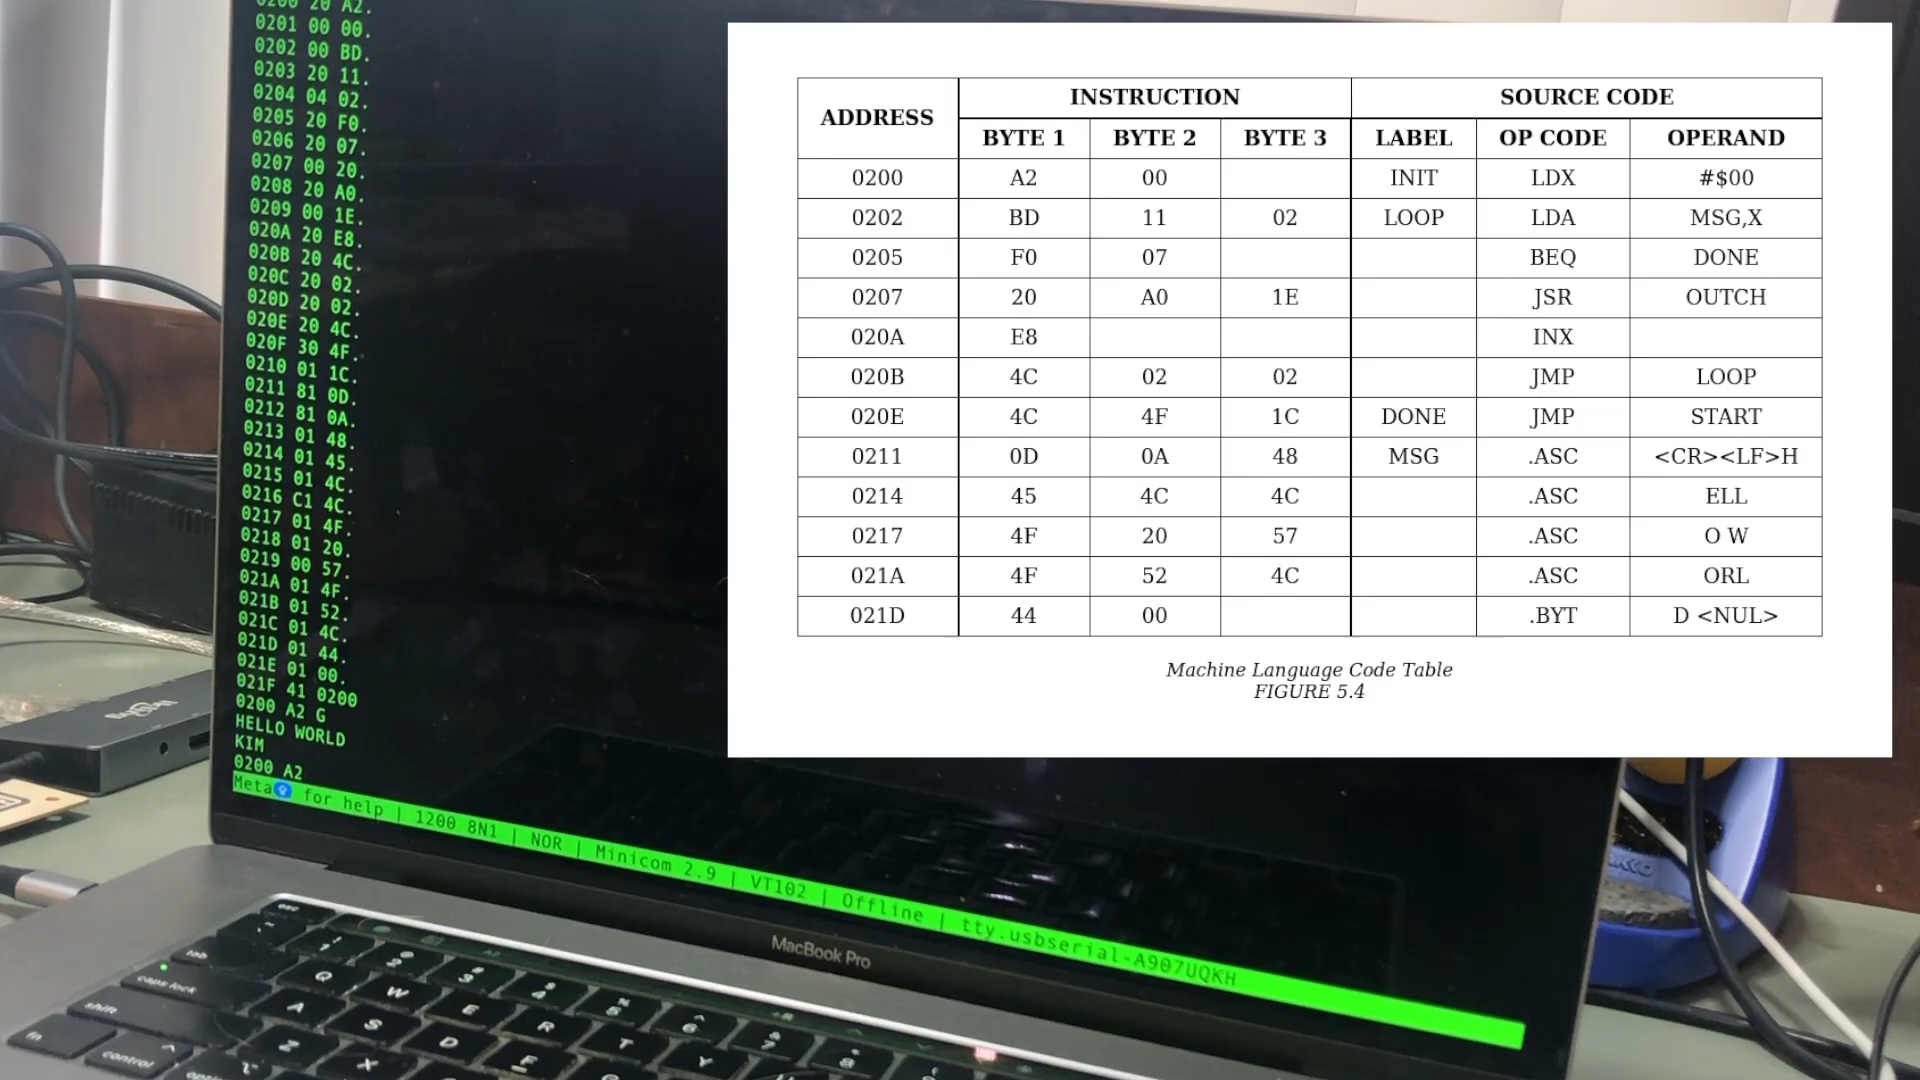 0200 20 A2.
0201 00 00.
0202 00 BD.
0203 20 11.
0204 04 02.
0205 20 F0.
0206 20 07.
0207 00 20.
0208 20 A0.
0209 00 1E.
020A 20 E8.
020B 20 4C.
020C 20 02.
020D 20 02.
020E 20 4C.
020F 30 4F.
0210 01 1C.
0211 81 0D.
0212 81 0A.
0213 01 48.
0214 01 45.
0215 01 4C.
0216 C1 4C.
0217 01 4F.
0218 01 20.
0219 00 57.
021A 01 4F.
021B 01 52.
021C 01 4C.
021D 01 44.
021E 01 00.
021F 41 0200
0200 A2 G
HELLO WORLD
KIM
0200 A2
Meta for help | 1200 8N1 | NOR | Minicom 2.9 | VT102 | Offline | tty.usbserial-A907UQKH
MacBook Pro
ADDRESS INSTRUCTION SOURCE CODE
BYTE 1 BYTE 2 BYTE 3 LABEL OP CODE OPERAND
0200 A2 00 INIT LDX #$00
0202 BD 11 02 LOOP LDA MSG,X
0205 F0 07 BEQ DONE
0207 20 A0 1E JSR OUTCH
020A E8 INX
020B 4C 02 02 JMP LOOP
020E 4C 4F 1C DONE JMP START
0211 0D 0A 48 MSG .ASC <CR><LF>H
0214 45 4C 4C .ASC ELL
0217 4F 20 57 .ASC O W
021A 4F 52 4C .ASC ORL
021D 44 00 .BYT D <NUL>
Machine Language Code Table
FIGURE 5.4
esc
tab
caps lock
shift
fn
control
Q W E R T Y
A S D F G H
Z X